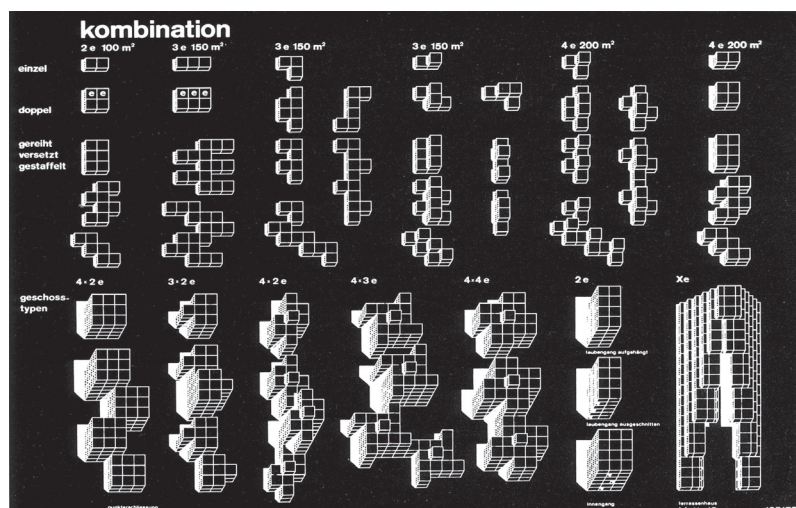 kombination
2 e 100 m² 3 e 150 m² 3 e 150 m² 3 e 150 m² 4 e 200 m² 4 e 200 m²
einzel
e e e e e
doppel
gereiht
versetzt
gestaffelt
4×2 e 3×2 e 4×2 e 4×3 e 4×4 e 2 e Xe
geschoss-
typen
laubengang aufgehängt
laubengang ausgeschnitten
innengang
terrassenhaus